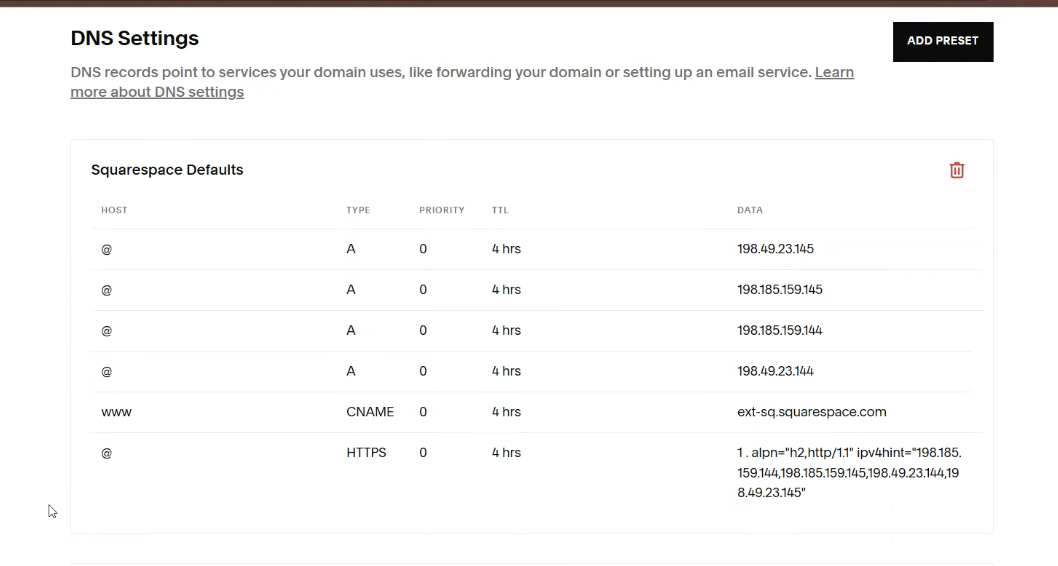 DNS Settings
ADD PRESET
DNS records point to services your domain uses, like forwarding your domain or setting up an email service. Learn
more about DNS settings
Squarespace Defaults
HOST TYPE PRIORITY TTL DATA
@ A 0 4 hrs 198.49.23.145
@ A 0 4 hrs 198.185.159.145
@ A 0 4 hrs 198.185.159.144
@ A 0 4 hrs 198.49.23.144
www CNAME 0 4 hrs ext-sq.squarespace.com
@ HTTPS 0 4 hrs 1 . alpn="h2,http/1.1" ipv4hint="198.185.
159.144,198.185.159.145,198.49.23.144,19
8.49.23.145"